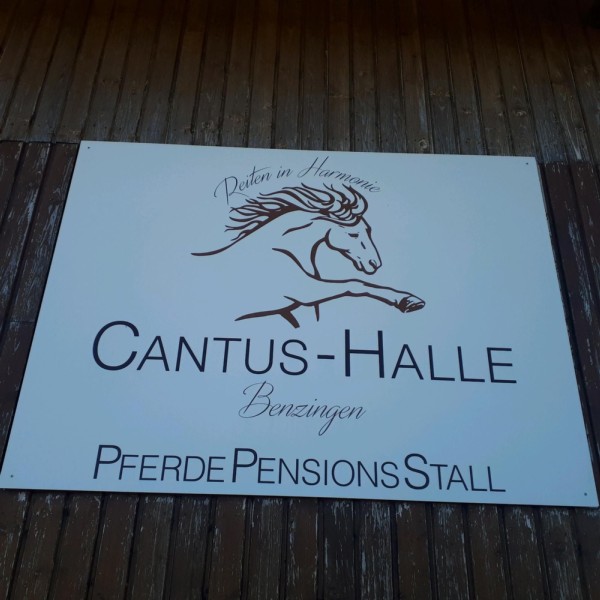 Reiten in Harmonie
CANTUS-HALLE
Benzingen
PFERDEPENSIONSSTALL